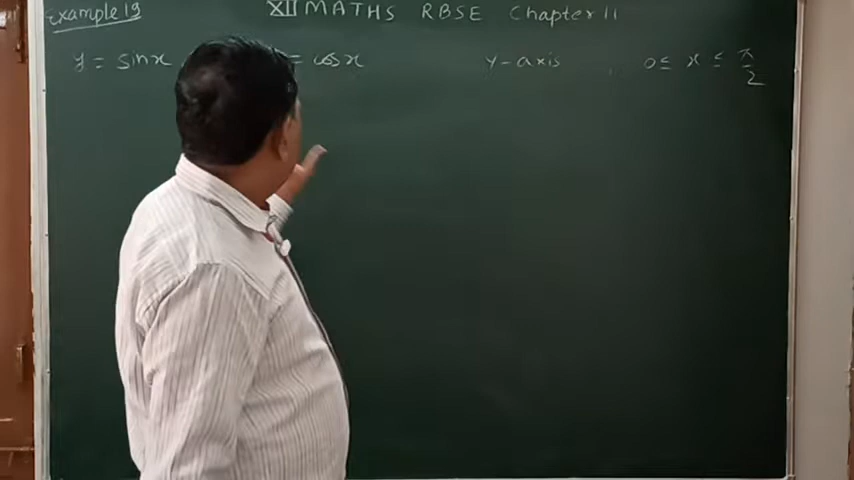 Example 19 XII MATHS RBSE Chapter 11
y = sinx = cosx y-axis 0 ≤ x ≤ π/2